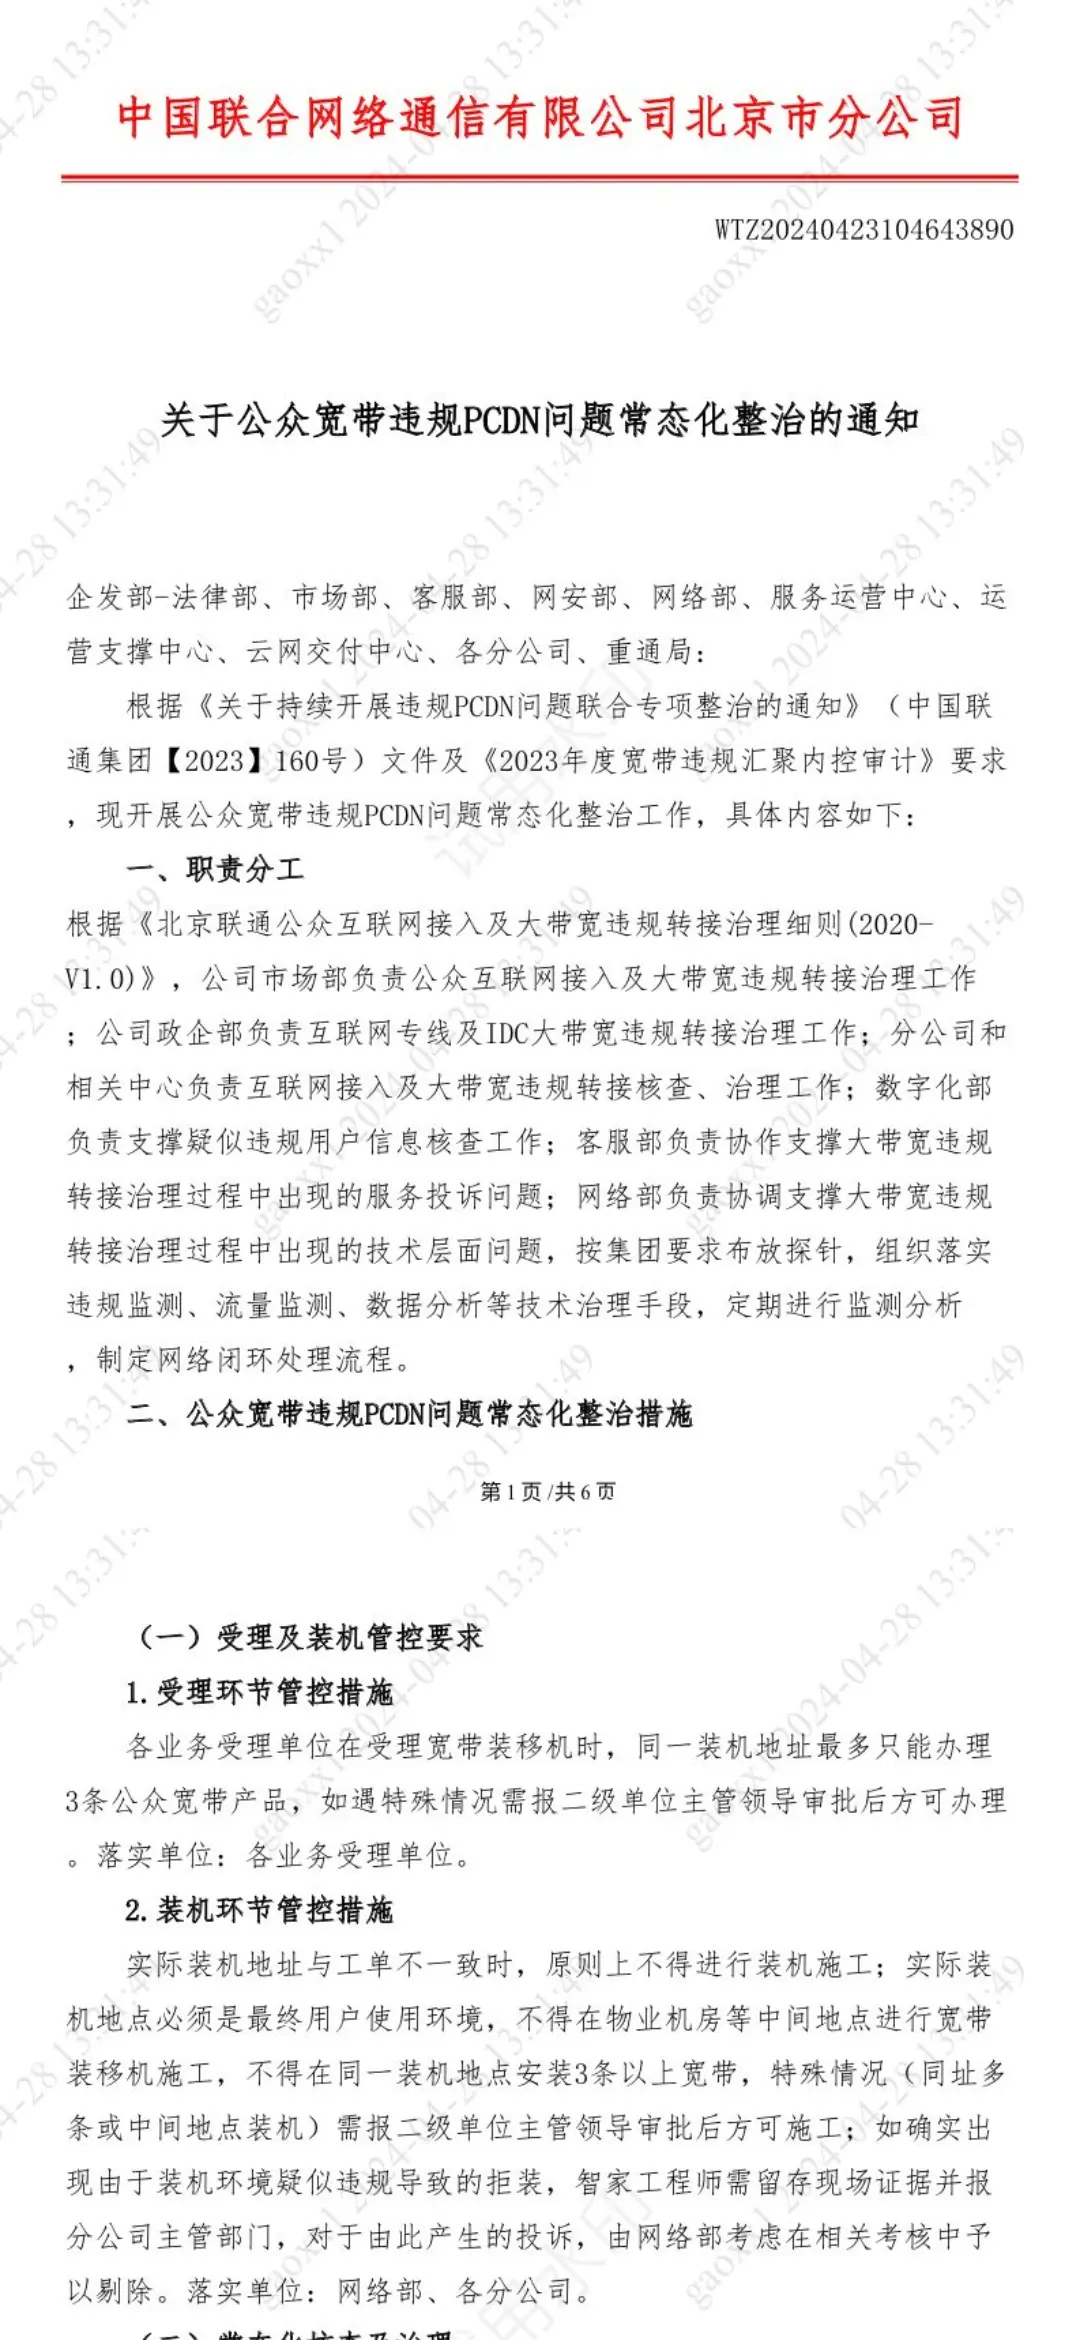 中国联合网络通信有限公司北京市分公司
WTZ20240423104643890
关于公众宽带违规PCDN问题常态化整治的通知
企发部-法律部、市场部、客服部、网安部、网络部、服务运营中心、运
营支撑中心、云网交付中心、各分公司、重通局：
根据《关于持续开展违规PCDN问题联合专项整治的通知》（中国联
通集团【2023】160号）文件及《2023年度宽带违规汇聚内控审计》要求
，现开展公众宽带违规PCDN问题常态化整治工作，具体内容如下：
一、职责分工
根据《北京联通公众互联网接入及大带宽违规转接治理细则(2020-
V1.0)》，公司市场部负责公众互联网接入及大带宽违规转接治理工作
；公司政企部负责互联网专线及IDC大带宽违规转接治理工作；分公司和
相关中心负责互联网接入及大带宽违规转接核查、治理工作；数字化部
负责支撑疑似违规用户信息核查工作；客服部负责协作支撑大带宽违规
转接治理过程中出现的服务投诉问题；网络部负责协调支撑大带宽违规
转接治理过程中出现的技术层面问题，按集团要求布放探针，组织落实
违规监测、流量监测、数据分析等技术治理手段，定期进行监测分析
，制定网络闭环处理流程。
二、公众宽带违规PCDN问题常态化整治措施
第1页/共6页
（一）受理及装机管控要求
1.受理环节管控措施
各业务受理单位在受理宽带装移机时，同一装机地址最多只能办理
3条公众宽带产品，如遇特殊情况需报二级单位主管领导审批后方可办理
。落实单位：各业务受理单位。
2.装机环节管控措施
实际装机地址与工单不一致时，原则上不得进行装机施工；实际装
机地点必须是最终用户使用环境，不得在物业机房等中间地点进行宽带
装移机施工，不得在同一装机地点安装3条以上宽带，特殊情况（同址多
条或中间地点装机）需报二级单位主管领导审批后方可施工；如确实出
现由于装机环境疑似违规导致的拒装，智家工程师需留存现场证据并报
分公司主管部门，对于由此产生的投诉，由网络部考虑在相关考核中予
以剔除。落实单位：网络部、各分公司。